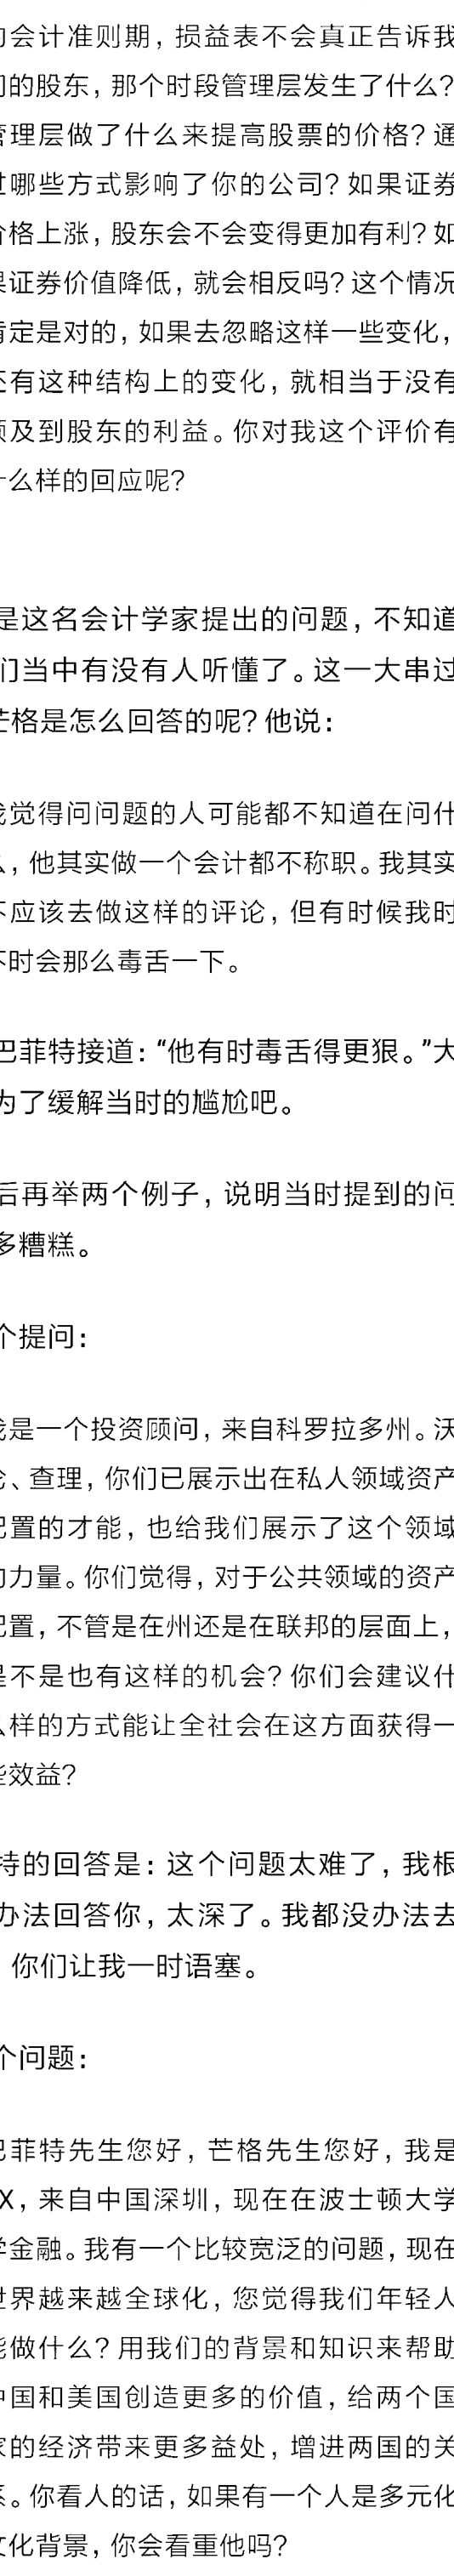 的会计准则期，损益表不会真正告诉我
们的股东，那个时段管理层发生了什么？
管理层做了什么来提高股票的价格？通
过哪些方式影响了你的公司？如果证券
价格上涨，股东会不会变得更加有利？如
果证券价值降低，就会相反吗？这个情况
肯定是对的，如果去忽略这样一些变化，
还有这种结构上的变化，就相当于没有
顾及到股东的利益。你对我这个评价有
什么样的回应呢？
是这名会计学家提出的问题，不知道
们当中有没有人听懂了。这一大串过
芒格是怎么回答的呢？他说：
我觉得问问题的人可能都不知道在问什
么，他其实做一个会计都不称职。我其实
不应该去做这样的评论，但有时候我时
不时会那么毒舌一下。
巴菲特接道：“他有时毒舌得更狠。”大
为了缓解当时的尴尬吧。
后再举两个例子，说明当时提到的问
多糟糕。
个提问：
我是一个投资顾问，来自科罗拉多州。沃
伦、查理，你们已展示出在私人领域资产
配置的才能，也给我们展示了这个领域
的力量。你们觉得，对于公共领域的资产
配置，不管是在州还是在联邦的层面上，
是不是也有这样的机会？你们会建议什
么样的方式能让全社会在这方面获得一
些效益？
特的回答是：这个问题太难了，我根
办法回答你，太深了。我都没办法去
你们让我一时语塞。
个问题：
巴菲特先生您好，芒格先生您好，我是
X，来自中国深圳，现在在波士顿大学
学金融。我有一个比较宽泛的问题，现在
世界越来越全球化，您觉得我们年轻人
能做什么？用我们的背景和知识来帮助
中国和美国创造更多的价值，给两个国
家的经济带来更多益处，增进两国的关
系。你看人的话，如果有一个人是多元化
文化背景，你会看重他吗？